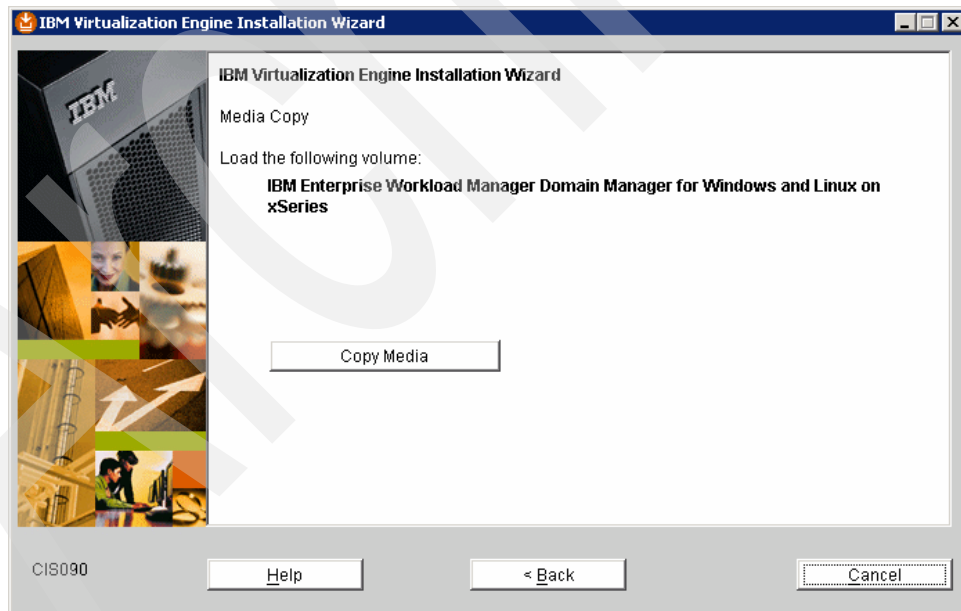 IBM Virtualization Engine Installation Wizard
IBM
IBM Virtualization Engine Installation Wizard
Media Copy
Load the following volume:
IBM Enterprise Workload Manager Domain Manager for Windows and Linux on
xSeries
Copy Media
CIS090
Help
< Back
Cancel